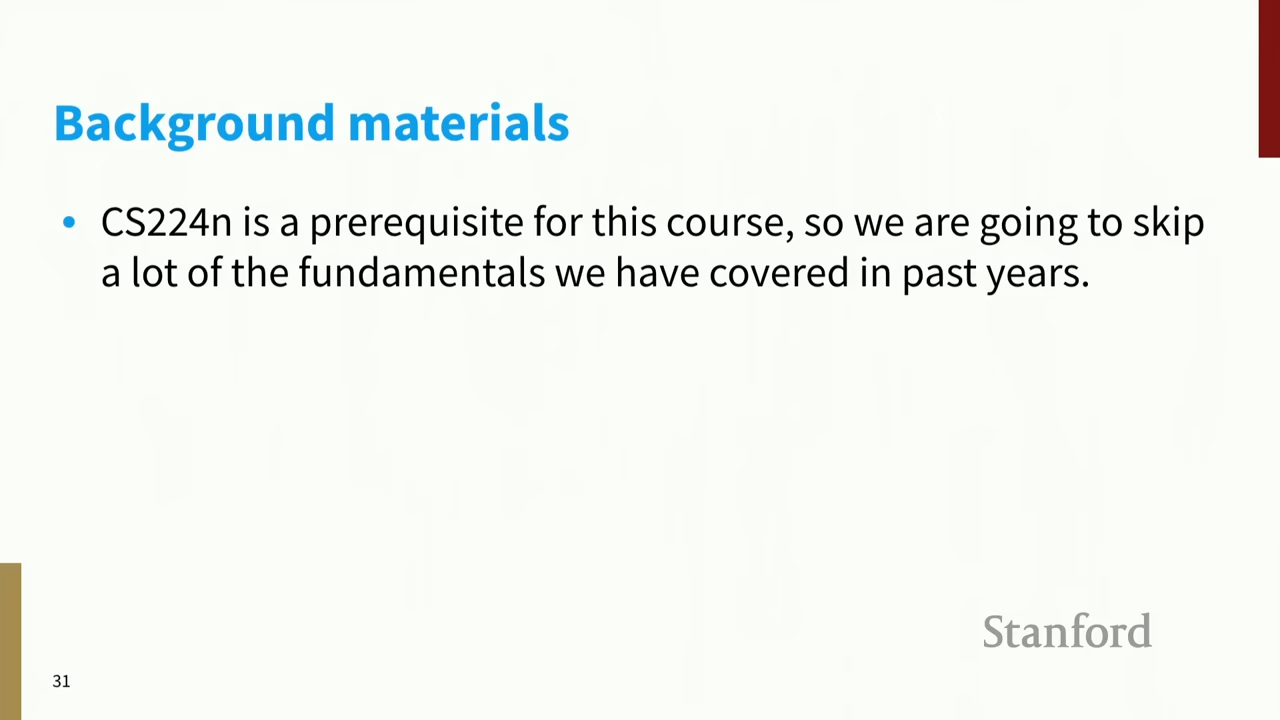 Background materials
• CS224n is a prerequisite for this course, so we are going to skip
a lot of the fundamentals we have covered in past years.
Stanford
31